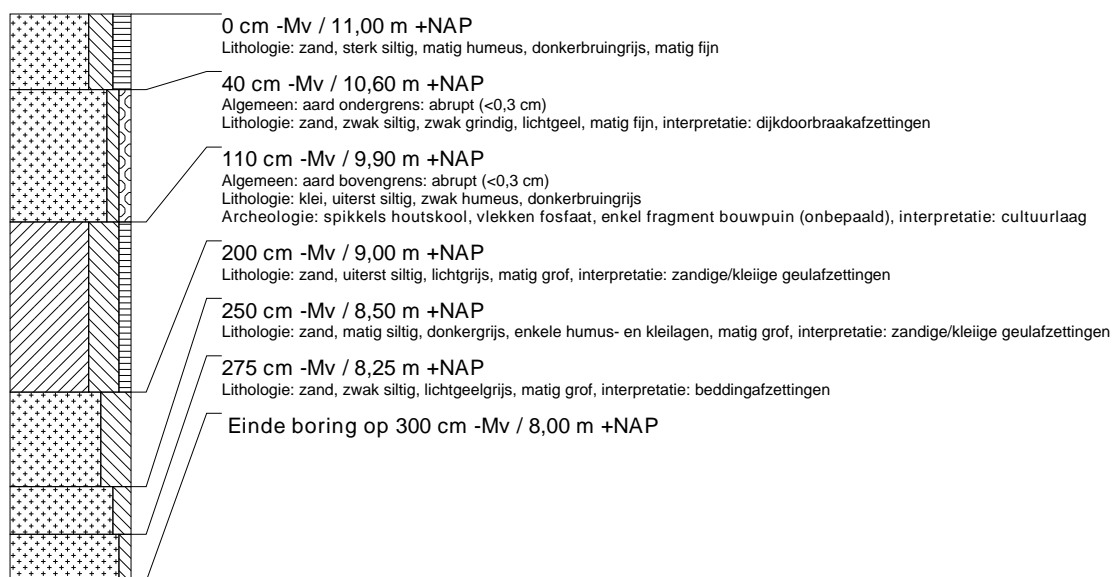 0 cm -Mv / 11,00 m +NAP
Lithologie: zand, sterk siltig, matig humeus, donkerbruingrijs, matig fijn
40 cm -Mv / 10,60 m +NAP
Algemeen: aard ondergrens: abrupt (<0,3 cm)
Lithologie: zand, zwak siltig, zwak grindig, lichtgeel, matig fijn, interpretatie: dijkdoorbraakafzettingen
110 cm -Mv / 9,90 m +NAP
Algemeen: aard bovengrens: abrupt (<0,3 cm)
Lithologie: klei, uiterst siltig, zwak humeus, donkerbruingrijs
Archeologie: spikkels houtskool, vlekken fosfaat, enkel fragment bouwpuin (onbepaald), interpretatie: cultuurlaag
200 cm -Mv / 9,00 m +NAP
Lithologie: zand, uiterst siltig, lichtgrijs, matig grof, interpretatie: zandige/kleiige geulafzettingen
250 cm -Mv / 8,50 m +NAP
Lithologie: zand, matig siltig, donkergrijs, enkele humus- en kleilagen, matig grof, interpretatie: zandige/kleiige geulafzettingen
275 cm -Mv / 8,25 m +NAP
Lithologie: zand, zwak siltig, lichtgeelgrijs, matig grof, interpretatie: beddingafzettingen
Einde boring op 300 cm -Mv / 8,00 m +NAP